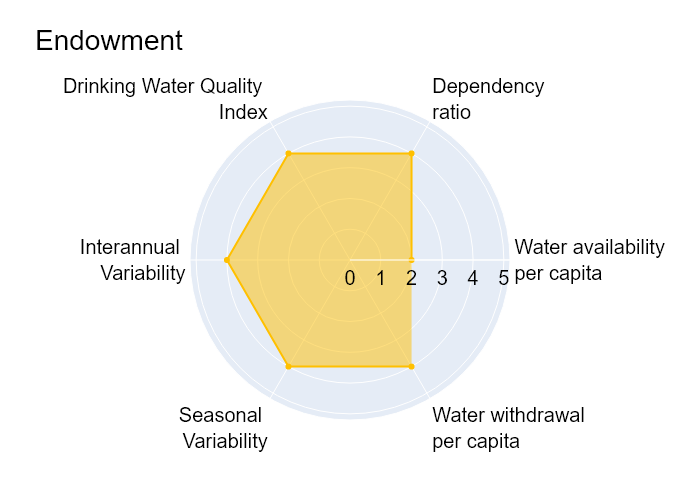 Endowment
Drinking Water Quality
Index
Dependency
ratio
Interannual
Variability
Water availability
per capita
0 1 2 3 4 5
Seasonal
Variability
Water withdrawal
per capita